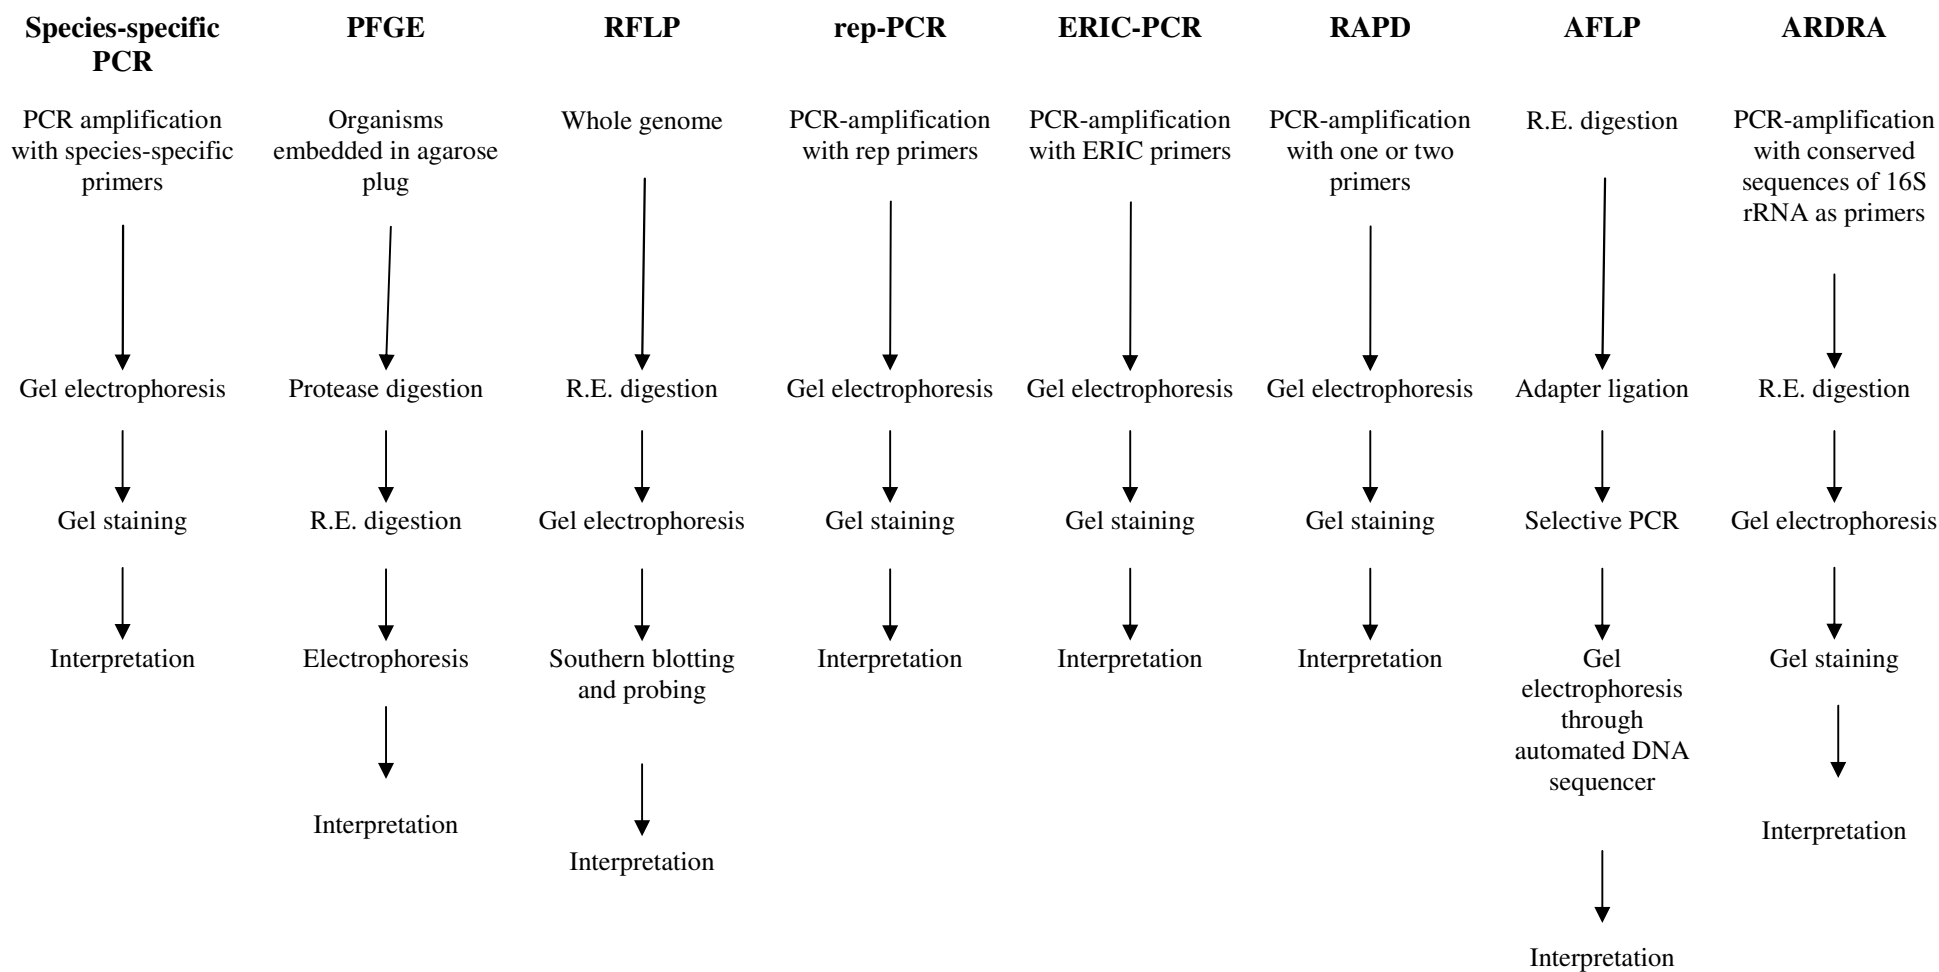 Species-specific
PCR
PCR amplification
with species-specific
primers
Gel electrophoresis
Gel staining
Interpretation
PFGE
Organisms
embedded in agarose
plug
Protease digestion
R.E. digestion
Electrophoresis
Interpretation
RFLP
Whole genome
R.E. digestion
Gel electrophoresis
Southern blotting
and probing
Interpretation
rep-PCR
PCR-amplification
with rep primers
Gel electrophoresis
Gel staining
Interpretation
ERIC-PCR
PCR-amplification
with ERIC primers
Gel electrophoresis
Gel staining
Interpretation
RAPD
PCR-amplification
with one or two
primers
Gel electrophoresis
Gel staining
Interpretation
AFLP
R.E. digestion
Adapter ligation
Selective PCR
Gel
electrophoresis
through
automated DNA
sequencer
Interpretation
ARDRA
PCR-amplification
with conserved
sequences of 16S
rRNA as primers
R.E. digestion
Gel electrophoresis
Gel staining
Interpretation